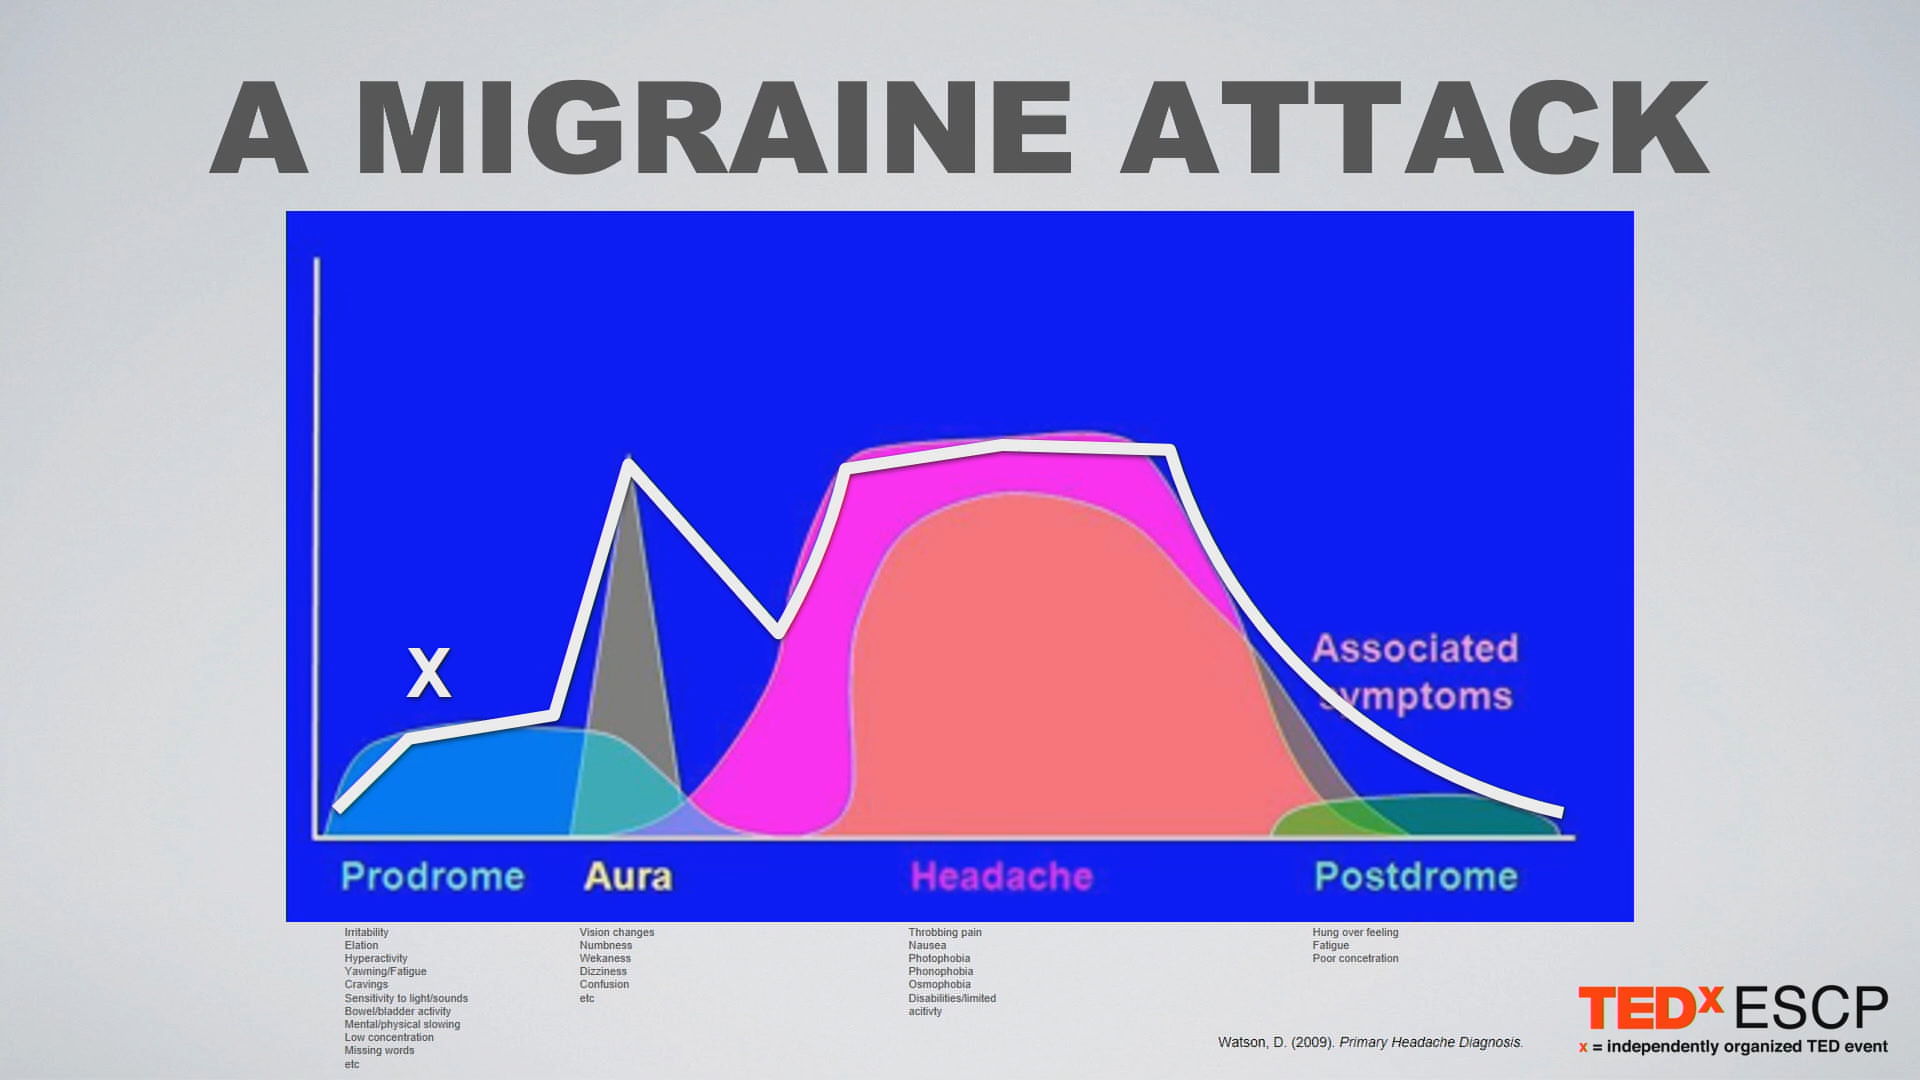 A MIGRAINE ATTACK
X
Associated
symptoms
Prodrome
Aura
Headache
Postdrome
Irritability
Elation
Hyperactivity
Yawning/Fatigue
Cravings
Sensitivity to light/sounds
Bowel/bladder activity
Mental/physical slowing
Low concentration
Missing words
etc
Vision changes
Numbness
Wekaness
Dizziness
Confusion
etc
Throbbing pain
Nausea
Photophobia
Phonophobia
Osmophobia
Disabilities/limited
acitivty
Hung over feeling
Fatigue
Poor concetration
Watson, D. (2009). Primary Headache Diagnosis.
TEDx ESCP
x = independently organized TED event